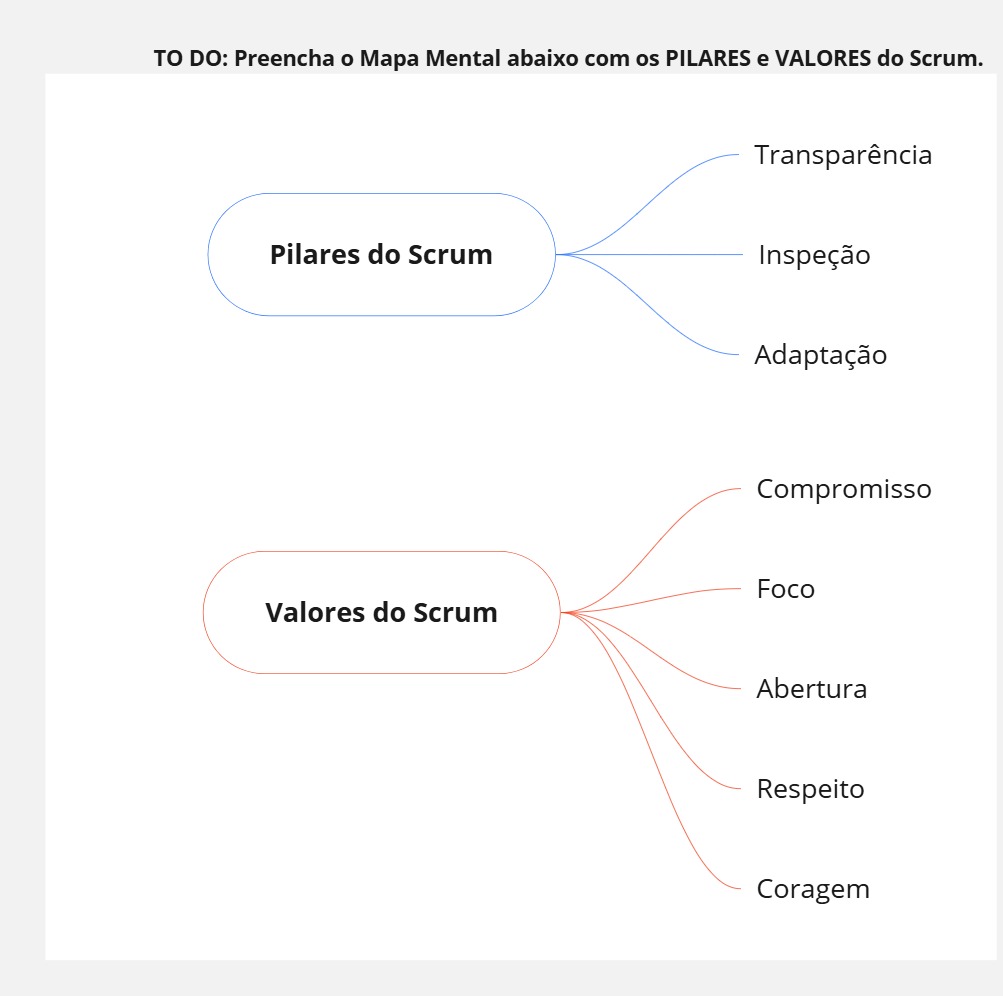 TO DO: Preencha o Mapa Mental abaixo com os PILARES e VALORES do Scrum.
Pilares do Scrum
Transparência
Inspeção
Adaptação
Valores do Scrum
Compromisso
Foco
Abertura
Respeito
Coragem